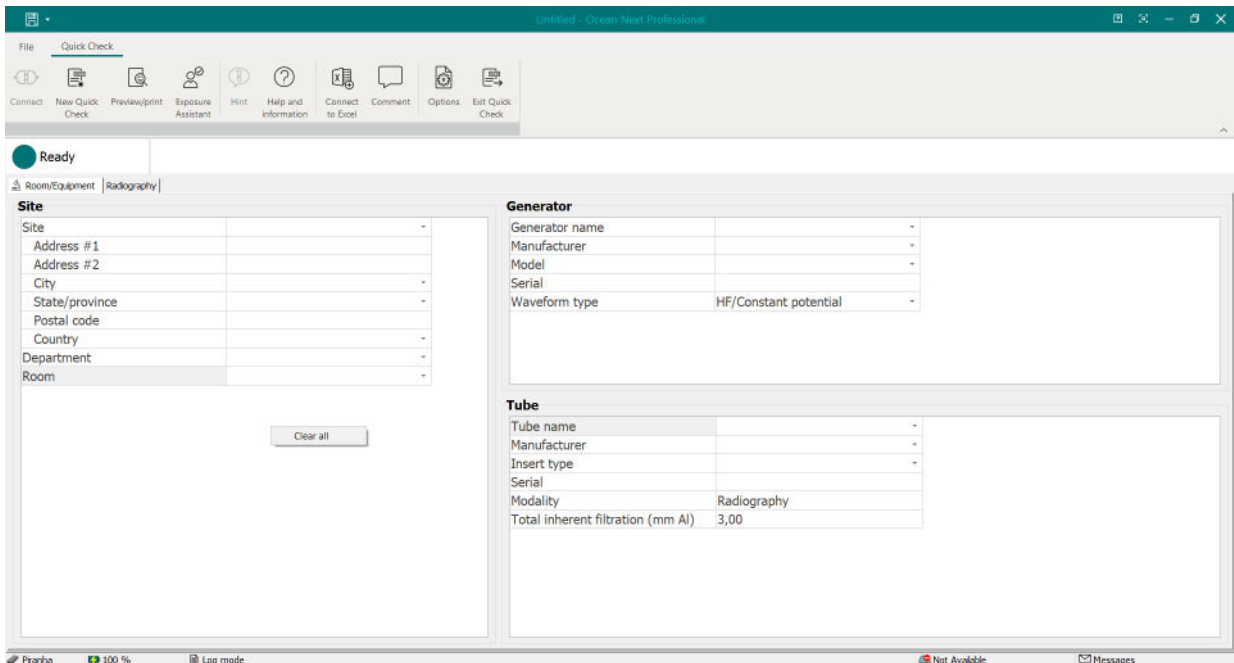 Untitled - Ocean Next Professional
File Quick Check
Connect New Quick Check Preview/print Exposure Assistant Hint Help and information Connect to Excel Comment Options Exit Quick Check
Ready
Room/Equipment Radiography
Site
Site
Address #1
Address #2
City
State/province
Postal code
Country
Department
Room
Clear all
Generator
Generator name
Manufacturer
Model
Serial
Waveform type HF/Constant potential
Tube
Tube name
Manufacturer
Insert type
Serial
Modality Radiography
Total inherent filtration (mm Al) 3,00
Piranha 100 % Log mode Not Available Messages